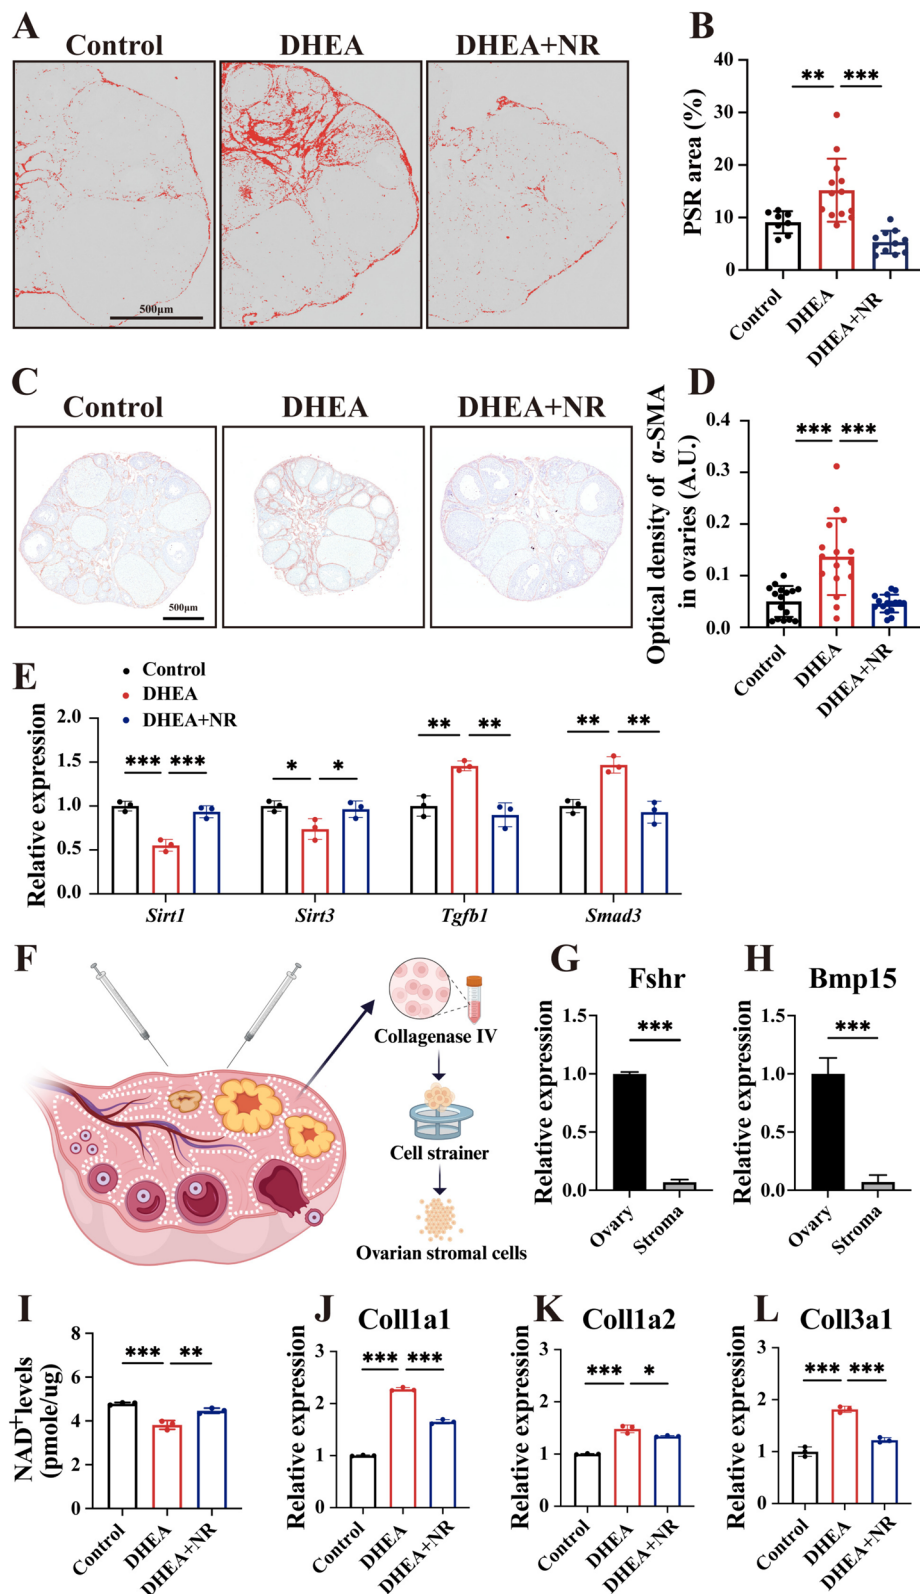 A
Control
DHEA
DHEA+NR
500μm
B
PSR area (%)
40
30
20
10
0
** ***
Control
DHEA
DHEA+NR
C
Control
DHEA
DHEA+NR
500μm
D
Optical density of α-SMA
in ovaries (A.U.)
0.4
0.3
0.2
0.1
0.0
*** ***
Control
DHEA
DHEA+NR
E
Control
DHEA
DHEA+NR
Relative expression
2.0
1.5
1.0
0.5
0.0
*** *** * * ** ** ** **
Sirt1
Sirt3
Tgfb1
Smad3
F
Collagenase IV
Cell strainer
Ovarian stromal cells
G
Fshr
Relative expression
1.5
1.0
0.5
0.0
***
Ovary
Stroma
H
Bmp15
Relative expression
1.5
1.0
0.5
0.0
***
Ovary
Stroma
I
NAD+levels
(pmole/ug)
8
6
4
2
0
*** **
Control
DHEA
DHEA+NR
J
Coll1a1
Relative expression
3
2
1
0
*** ***
Control
DHEA
DHEA+NR
K
Coll1a2
Relative expression
3
2
1
0
*** *
Control
DHEA
DHEA+NR
L
Coll3a1
Relative expression
3
2
1
0
*** ***
Control
DHEA
DHEA+NR